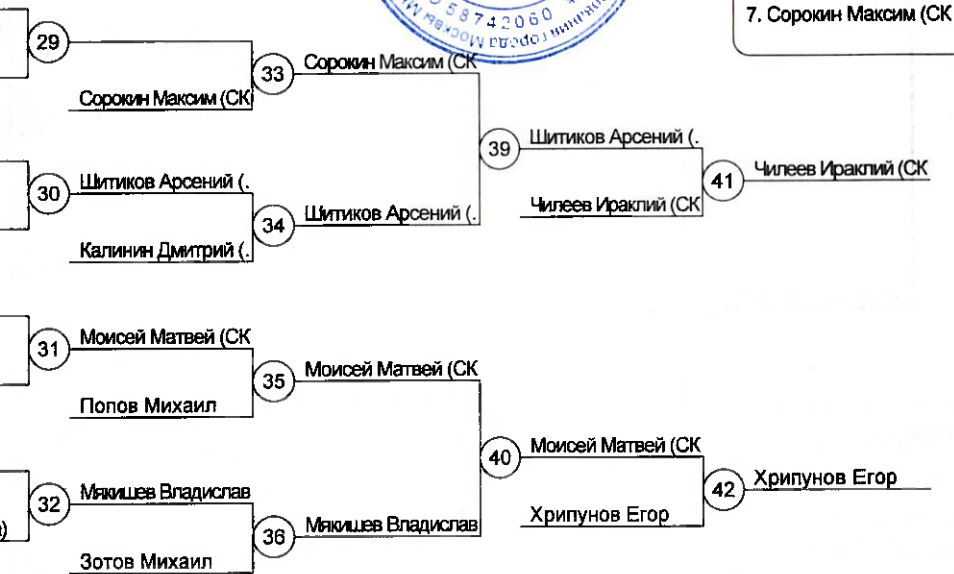 7. Сорокин Максим (СК
58742060
29
33
Сорокин Максим (СК
Сорокин Максим (СК
39
Шитиков Арсений (.
30
Шитиков Арсений (.
41
Чилеев Ираклий (СК
34
Шитиков Арсений (.
Чилеев Ираклий (СК
Калинин Дмитрий (.
31
Моисей Матвей (СК
35
Моисей Матвей (СК
Попов Михаил
40
Моисей Матвей (СК
32
Мякишев Владислав
42
Хрипунов Егор
36
Мякишев Владислав
Хрипунов Егор
Зотов Михаил